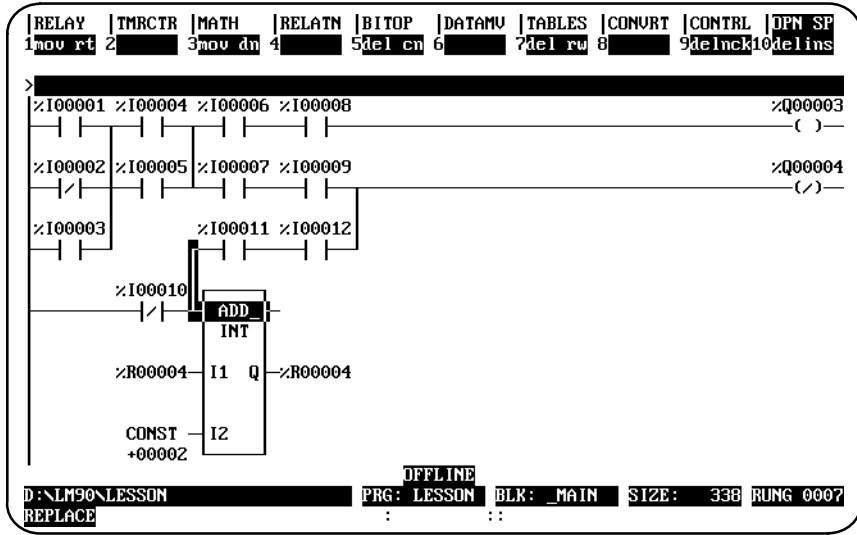 RELAY |TMRCTR |MATH |RELATN |BITOP |DATAMV |TABLES |CONVRT |CONTRL |OPN SP
1mov rt 2 3mov dn 4 5del cn 6 7del rw 8 9delnck10delins
>
%I00001 %I00004 %I00006 %I00008 %Q00003
%I00002 %I00005 %I00007 %I00009 %Q00004
%I00003 %I00011 %I00012
%I00010
ADD_
INT
%R00004 I1 Q %R00004
CONST I2
+00002
OFFLINE
D:\LM90\LESSON PRG: LESSON BLK: _MAIN SIZE: 338 RUNG 0007
REPLACE : ::